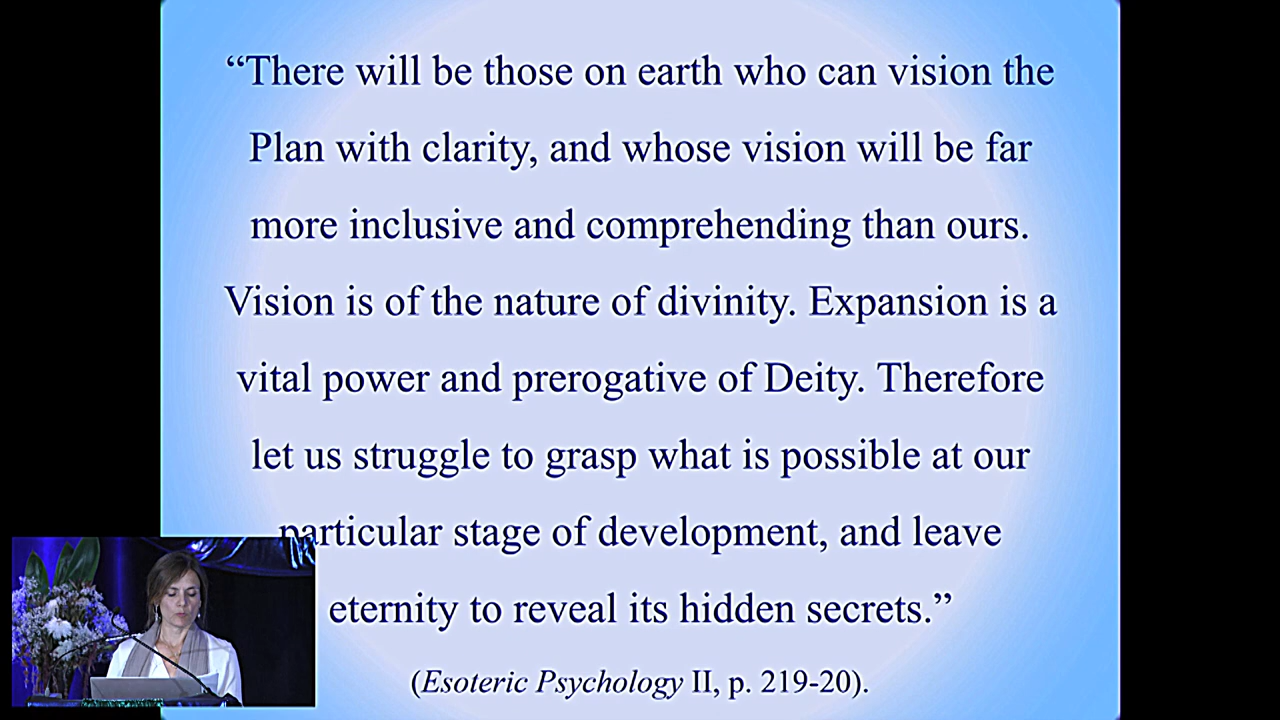 “There will be those on earth who can vision the
Plan with clarity, and whose vision will be far
more inclusive and comprehending than ours.
Vision is of the nature of divinity. Expansion is a
vital power and prerogative of Deity. Therefore
let us struggle to grasp what is possible at our
particular stage of development, and leave
eternity to reveal its hidden secrets.”
(Esoteric Psychology II, p. 219-20).